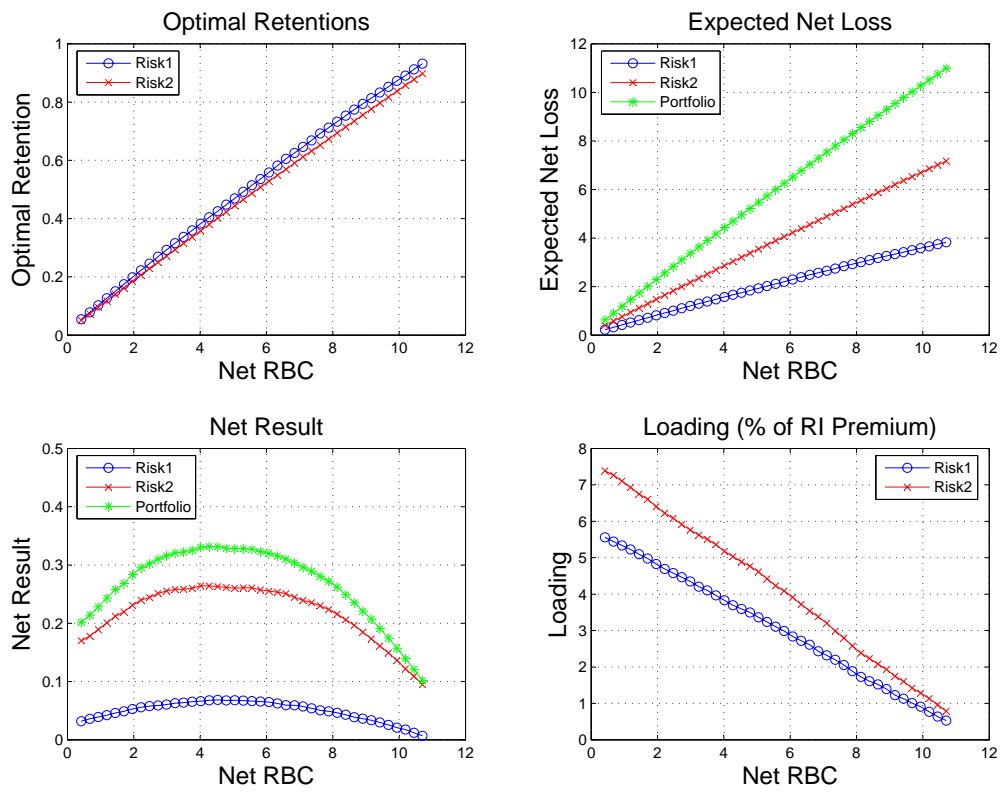 Optimal Retentions
Risk1
Risk2
1
0.8
0.6
0.4
0.2
0
Optimal Retention
0 2 4 6 8 10 12
Net RBC
Expected Net Loss
Risk1
Risk2
Portfolio
12
10
8
6
4
2
0
Expected Net Loss
0 2 4 6 8 10 12
Net RBC
Net Result
Risk1
Risk2
Portfolio
0.5
0.4
0.3
0.2
0.1
0
Net Result
0 2 4 6 8 10 12
Net RBC
Loading (% of RI Premium)
Risk1
Risk2
8
7
6
5
4
3
2
1
0
Loading
0 2 4 6 8 10 12
Net RBC